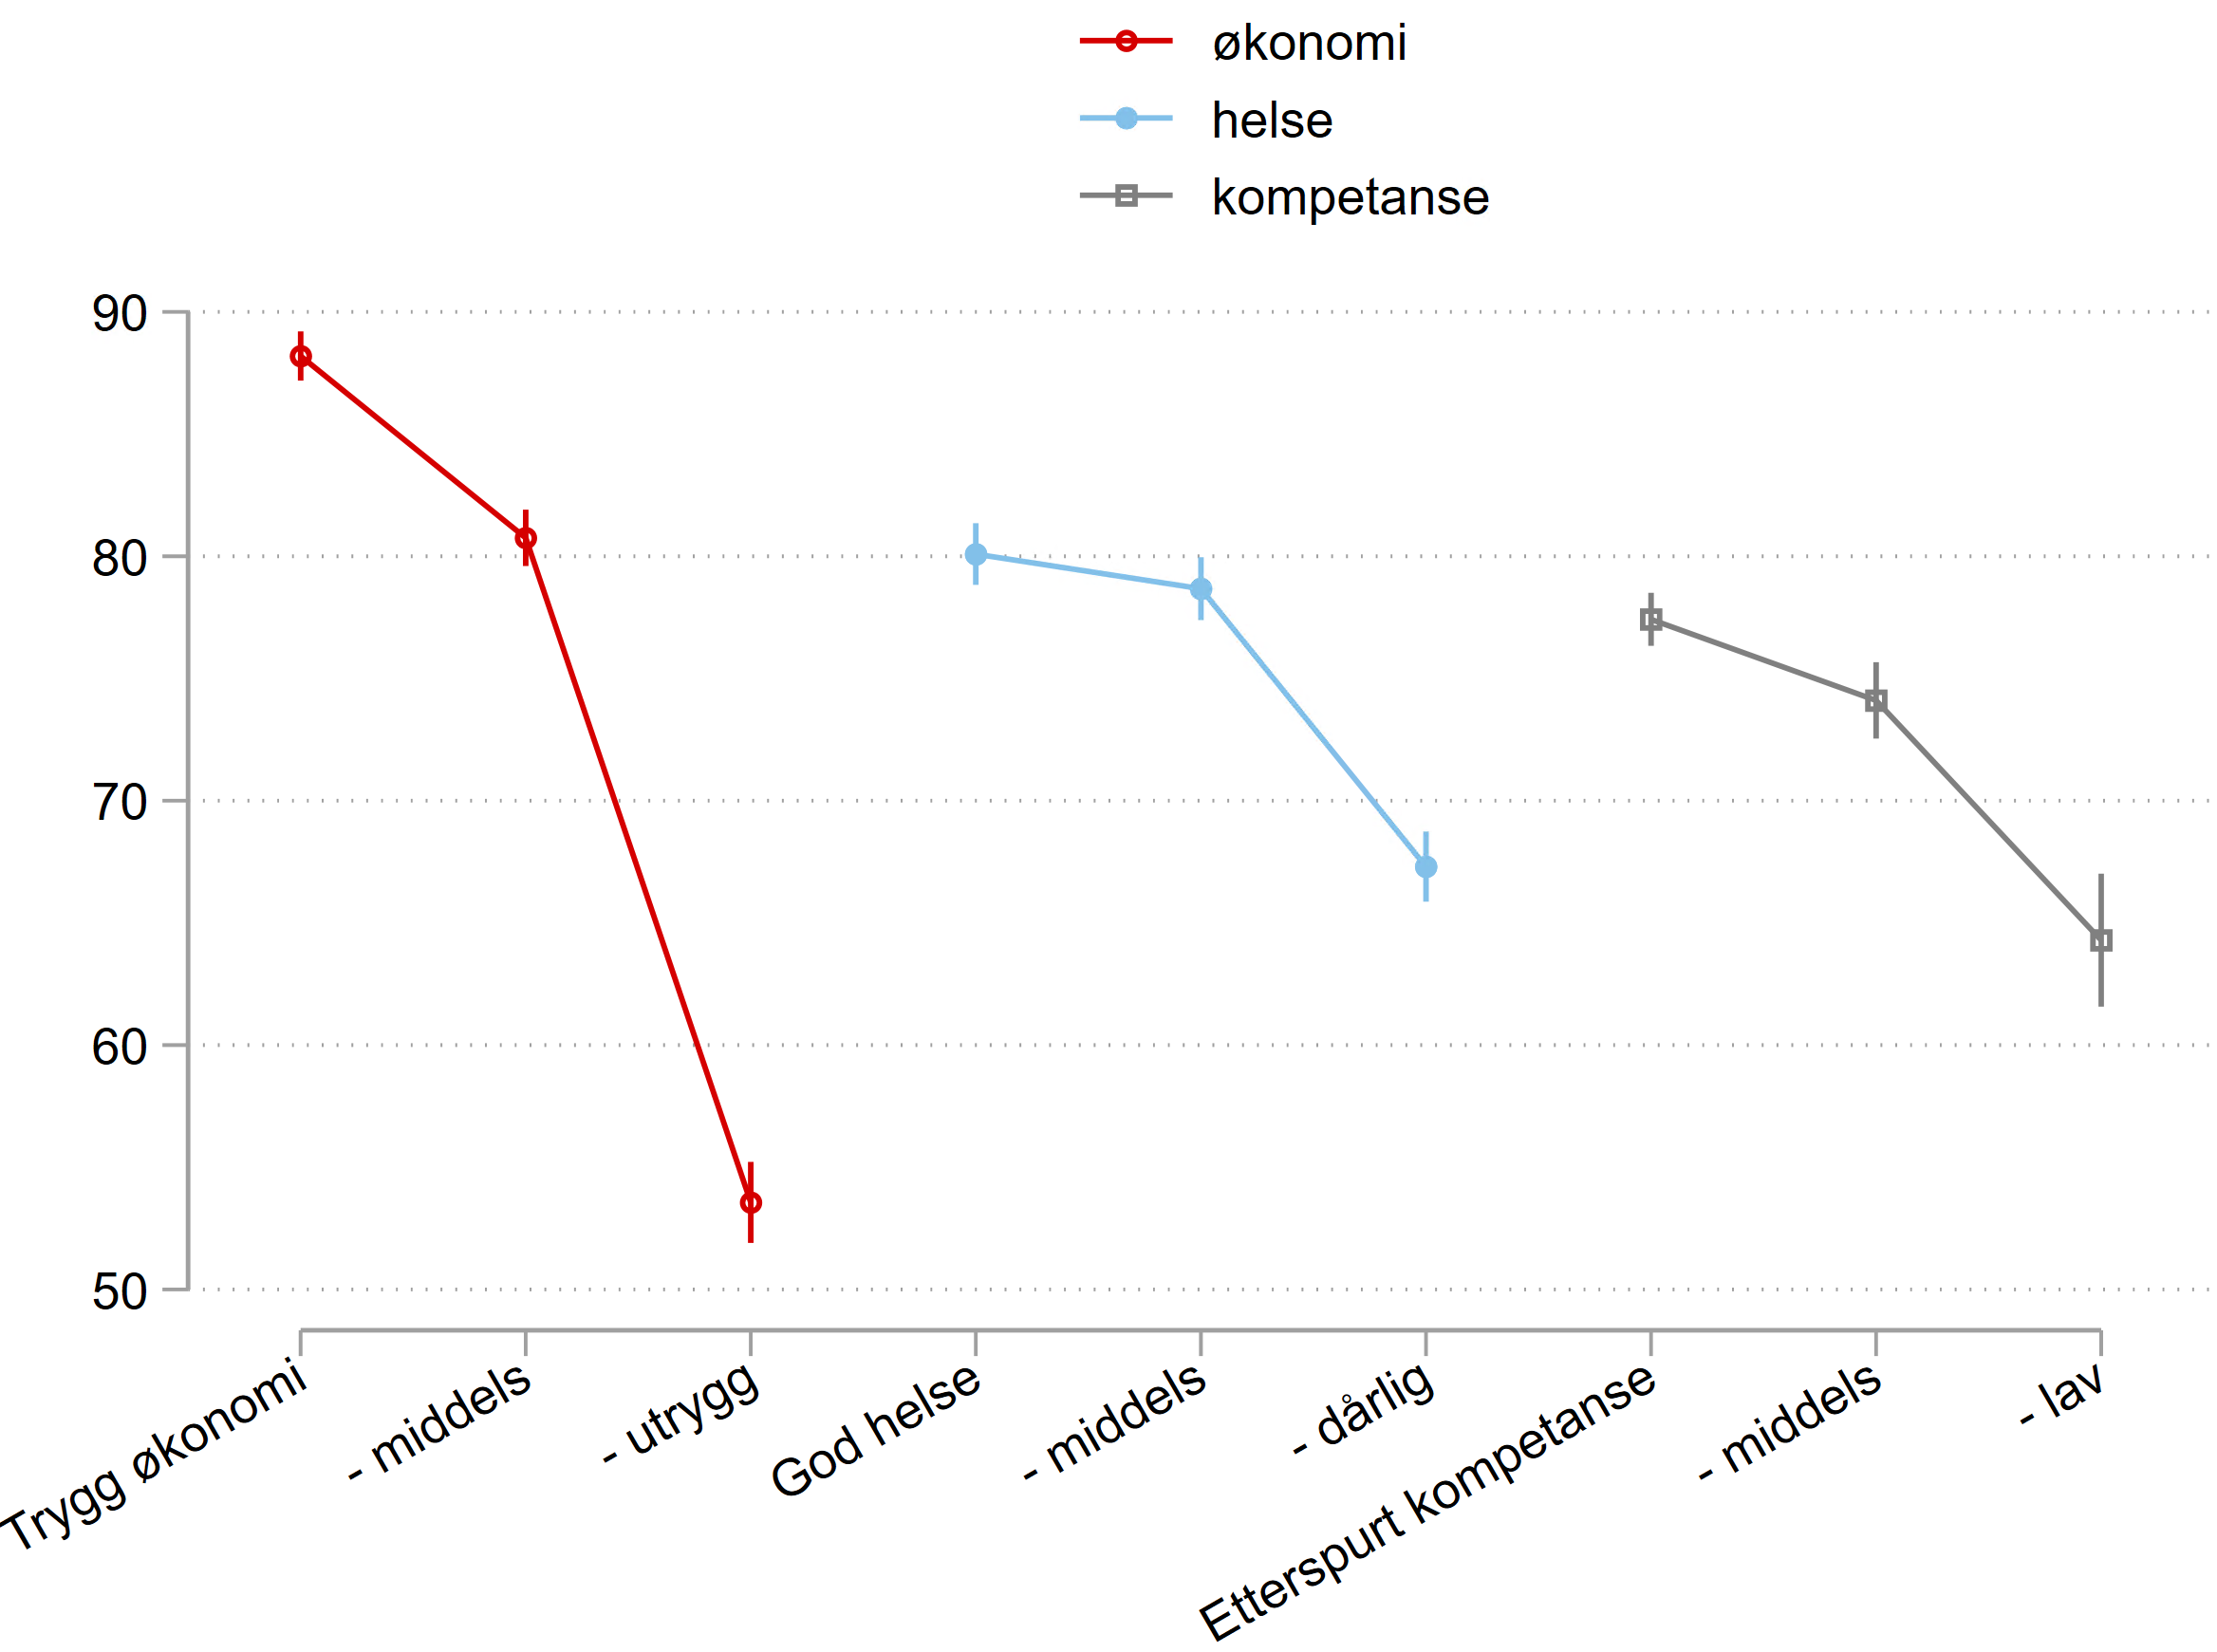 økonomi
helse
kompetanse
90
80
70
60
50
Trygg økonomi
- middels
- utrygg
God helse
- middels
- dårlig
Etterspurt kompetanse
- middels
- lav